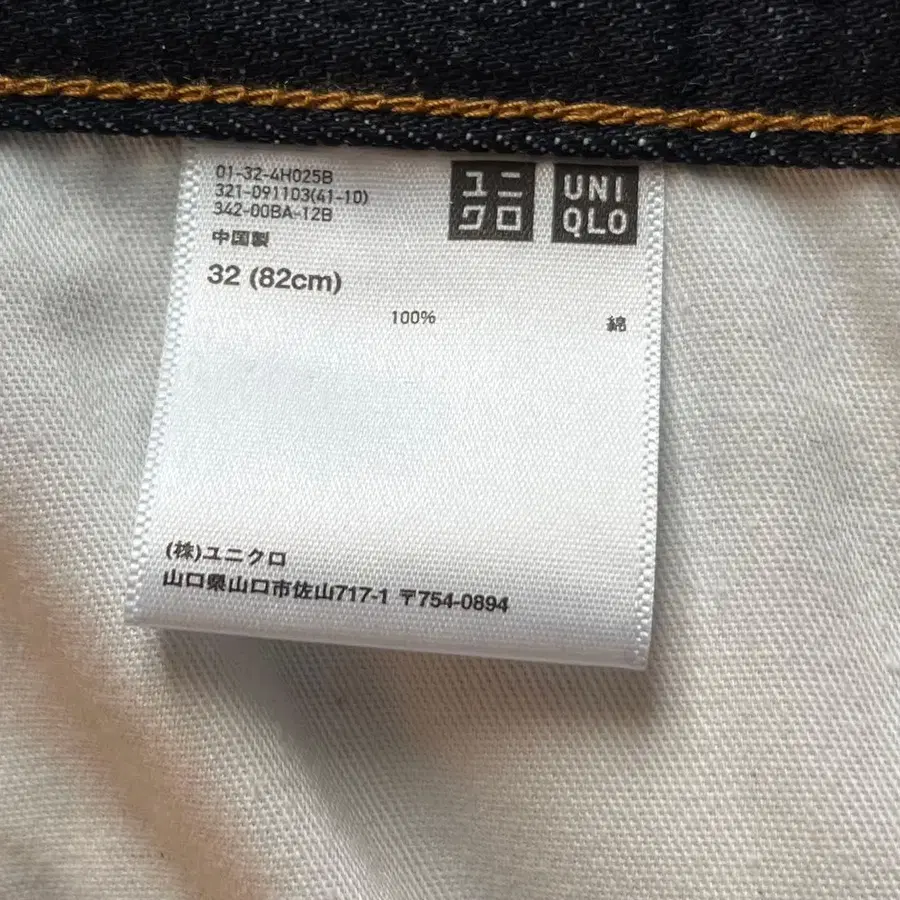 01-32-4H025B
321-091103(41-10)
342-00BA-12B
中国製
ユニ
クロ
UNI
QLO
32 (82cm)
100% 綿
(株)ユニクロ
山口県山口市佐山717-1 〒754-0894